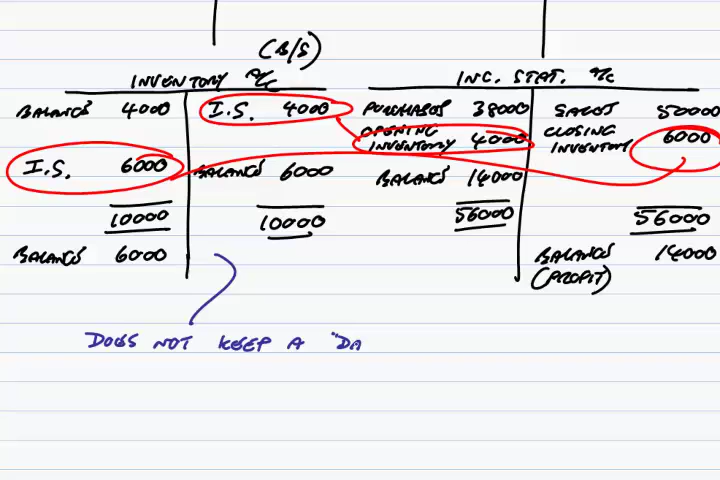 (B/S)
INVENTORY A/C
INC. STAT. A/C
BALANCE 4000
I.S. 4000
PURCHASES 38000
SALES 50000
OPENING
INVENTORY 4000
CLOSING
INVENTORY 6000
I.S. 6000
BALANCE 6000
BALANCE 14000
10000
10000
56000
56000
BALANCE 6000
BALANCE
(PROFIT) 14000
DOES NOT KEEP A "DA